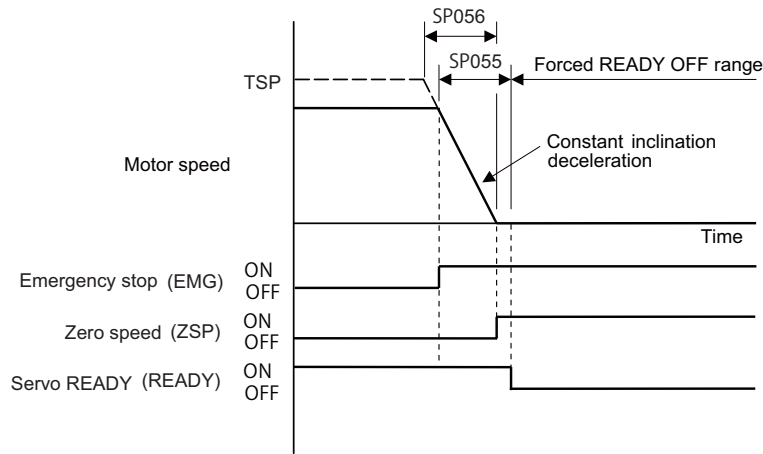 SP056
SP055
Forced READY OFF range
TSP
Constant inclination
deceleration
Motor speed
Time
Emergency stop (EMG)
ON
OFF
Zero speed (ZSP)
ON
OFF
Servo READY (READY)
ON
OFF